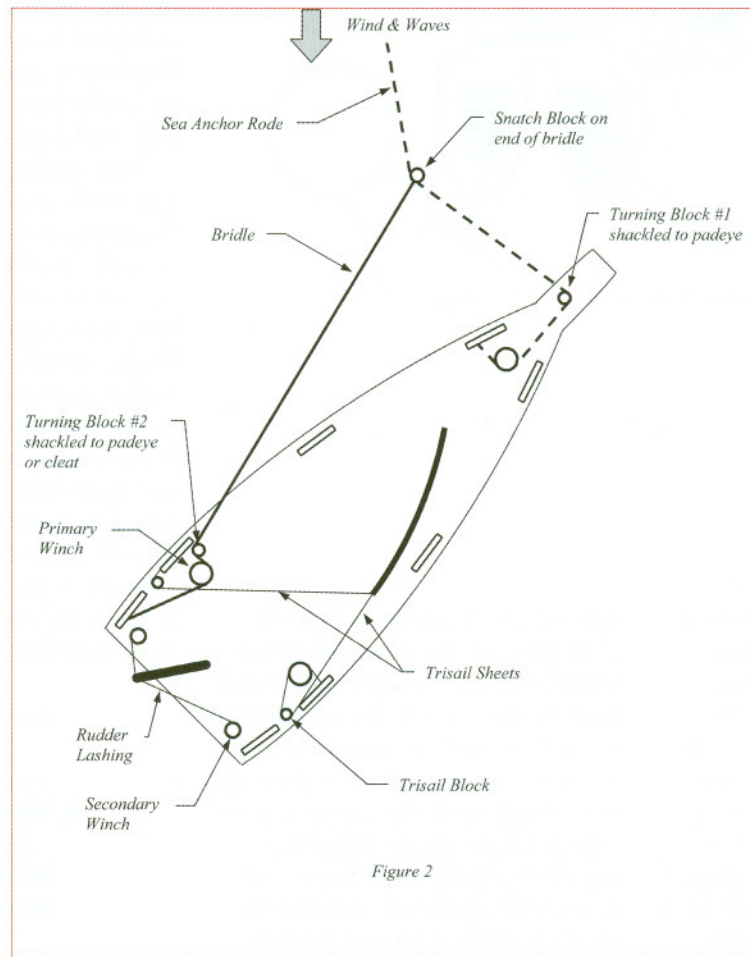 Wind & Waves
Sea Anchor Rode
Snatch Block on
end of bridle
Turning Block #1
shackled to padeye
Bridle
Turning Block #2
shackled to padeye
or cleat
Primary
Winch
Trisail Sheets
Rudder
Lashing
Trisail Block
Secondary
Winch
Figure 2